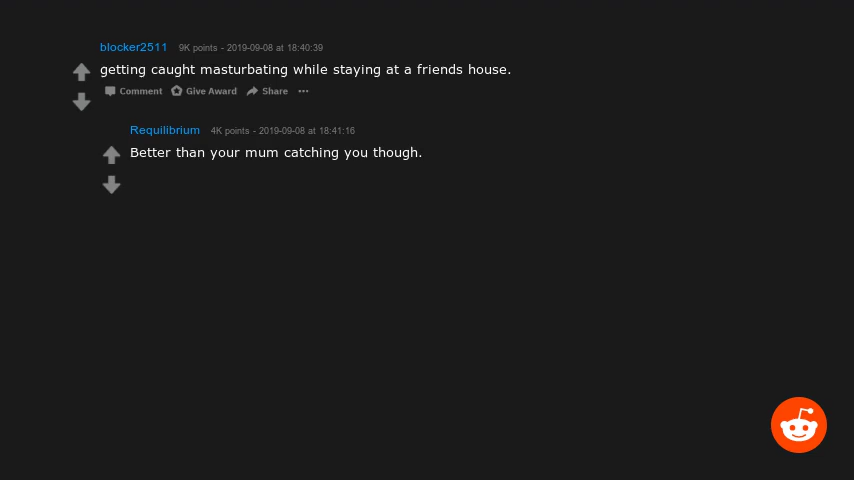 blocker2511 9K points - 2019-09-08 at 18:40:39
getting caught masturbating while staying at a friends house.
Comment Give Award Share ···
Requilibrium 4K points - 2019-09-08 at 18:41:16
Better than your mum catching you though.